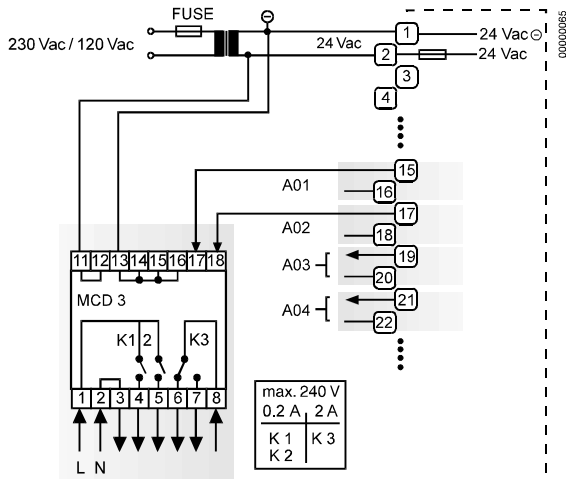 FUSE
00000065
1
24 Vac
230 Vac / 120 Vac
24 Vac
2
24 Vac
3
4
15
A01
16
17
A02
18
19
A03
20
21
A04
22
11 12 13 14 15 16 17 18
MCD 3
K1 2 K3
1 2 3 4 5 6 7 8
L N
max. 240 V
0.2 A 2 A
K 1 K 3
K 2